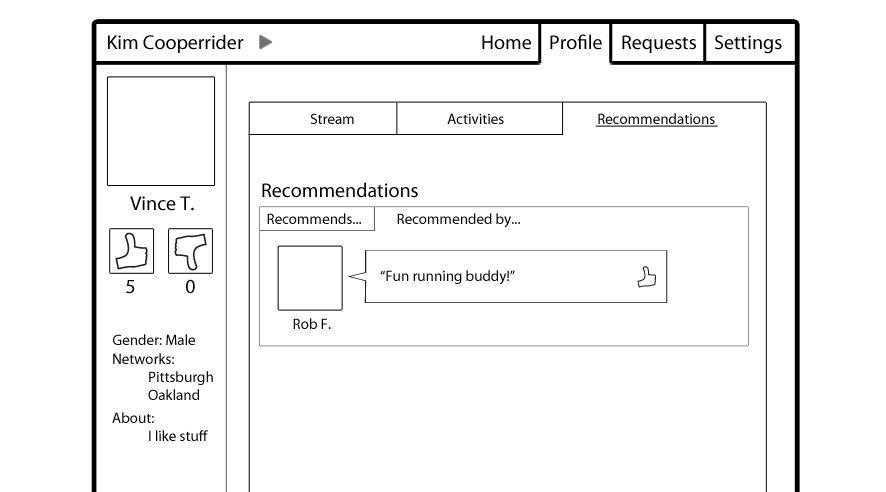 Kim Cooperrider Home Profile Requests Settings
Stream Activities Recommendations
Vince T.
5 0
Gender: Male
Networks:
Pittsburgh
Oakland
About:
I like stuff
Recommendations
Recommends... Recommended by...
“Fun running buddy!”
Rob F.